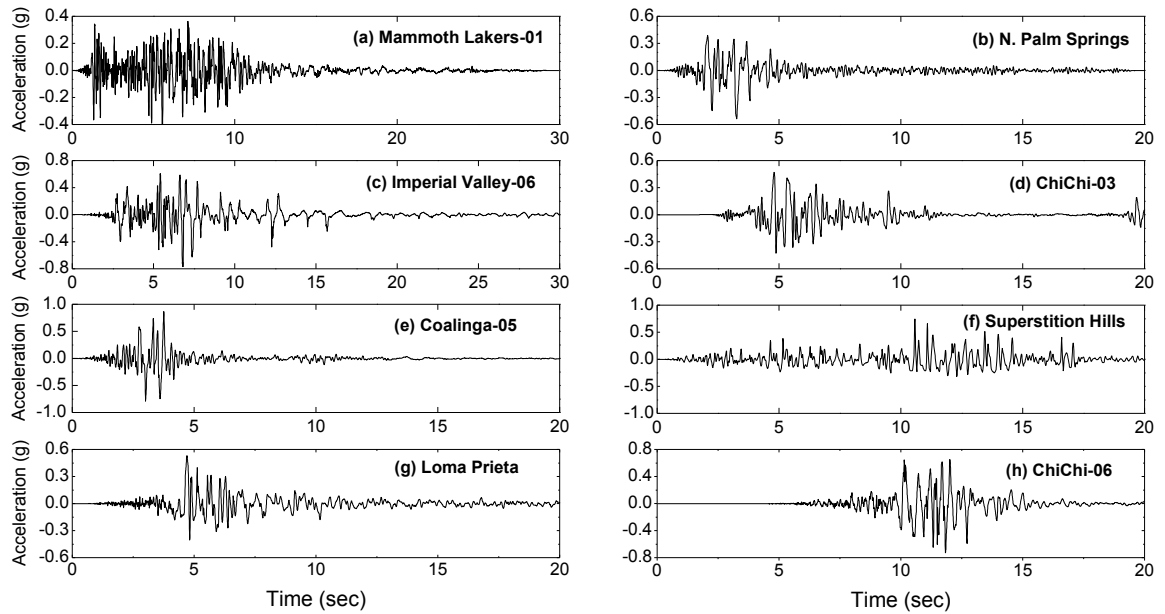 Acceleration (g)
0.4
0.2
0.0
-0.2
-0.4
(a) Mammoth Lakers-01
0 5 10 15 20 25 30
0.6
0.3
0.0
-0.3
-0.6
(b) N. Palm Springs
0 5 10 15 20
Acceleration (g)
0.8
0.4
0.0
-0.4
-0.8
(c) Imperial Valley-06
0 5 10 15 20 25 30
0.6
0.3
0.0
-0.3
-0.6
(d) ChiChi-03
0 5 10 15 20
Acceleration (g)
1.0
0.5
0.0
-0.5
-1.0
(e) Coalinga-05
0 5 10 15 20
1.0
0.5
0.0
-0.5
-1.0
(f) Superstition Hills
0 5 10 15 20
Acceleration (g)
0.6
0.3
0.0
-0.3
-0.6
(g) Loma Prieta
0 5 10 15 20
Time (sec)
0.8
0.4
0.0
-0.4
-0.8
(h) ChiChi-06
0 5 10 15 20
Time (sec)